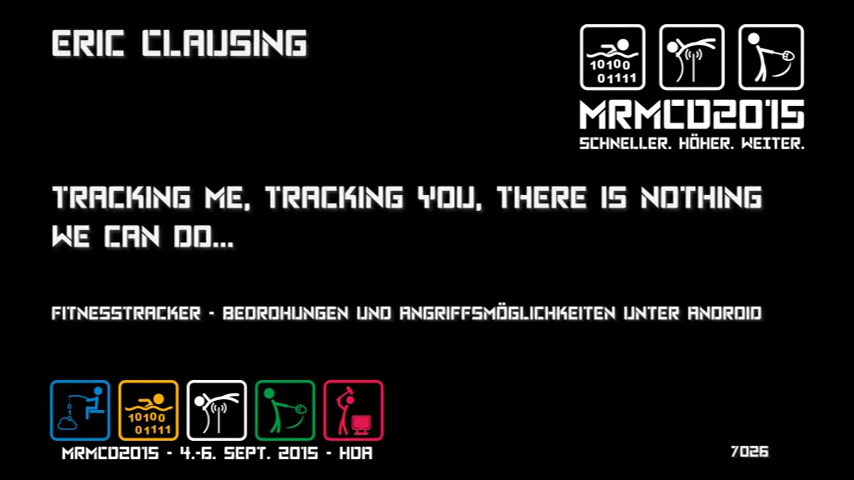 ERIC CLAUSING
10100
01111
MRMCD2015
SCHNELLER. HÖHER. WEITER.
TRACKING ME, TRACKING YOU, THERE IS NOTHING
WE CAN DO...
FITNESSTRACKER - BEDROHUNGEN UND ANGRIFFSMÖGLICHKEITEN UNTER ANDROID
10100
01111
MRMCD2015 - 4.-6. SEPT. 2015 - HDA
7026